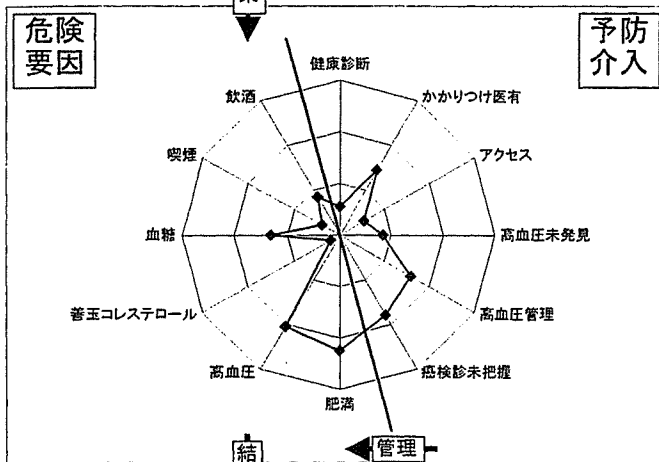 危険
要因
予防
介入
健康診断
飲酒
かかりつけ医有
喫煙
アクセス
血糖
高血圧未発見
善玉コレステロール
高血圧管理
高血圧
癌検診未把握
肥満
結
管理